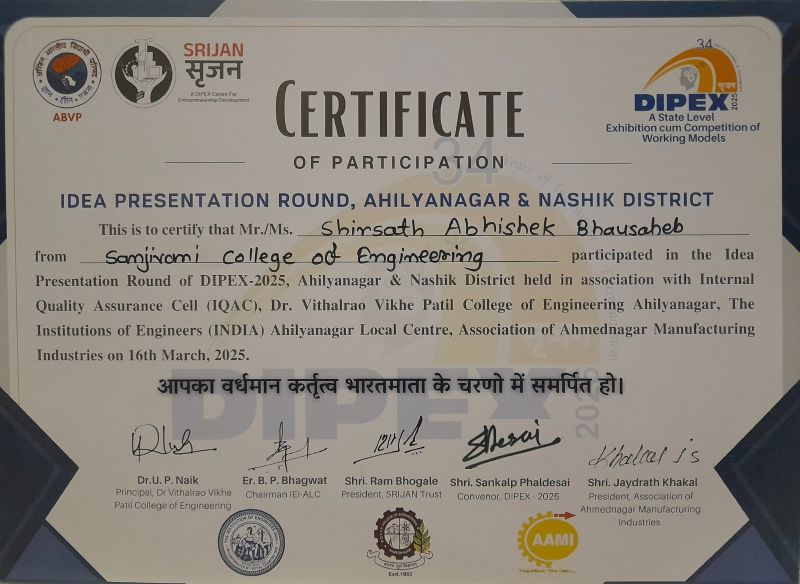 SRIJAN
सृजन
A DIPEX Centre For
Entrepreneurship Development
ABVP
34
सृजन
DIPEX 2025
A State Level
Exhibition cum Competition of
Working Models
CERTIFICATE
OF PARTICIPATION
IDEA PRESENTATION ROUND, AHILYANAGAR & NASHIK DISTRICT
This is to certify that Mr./Ms. Shirsath Abhishek Bhausaheb
from Sanjivani College od Engineering participated in the Idea
Presentation Round of DIPEX-2025, Ahilyanagar & Nashik District held in association with Internal
Quality Assurance Cell (IQAC), Dr. Vithalrao Vikhe Patil College of Engineering Ahilyanagar, The
Institutions of Engineers (INDIA) Ahilyanagar Local Centre, Association of Ahmednagar Manufacturing
Industries on 16th March, 2025.
आपका वर्धमान कर्तृत्व भारतमाता के चरणो में समर्पित हो।
Dr.U. P. Naik
Principal, Dr Vithalrao Vikhe
Patil College of Engineering
Er. B. P. Bhagwat
Chairman IEI-ALC
Shri. Ram Bhogale
President, SRIJAN Trust
Shri. Sankalp Phaldesai
Convenor, DIPEX - 2025
Shri. Jaydrath Khakal
President, Association of
Ahmednagar Manufacturing
Industries
Estt.1983
AAMI